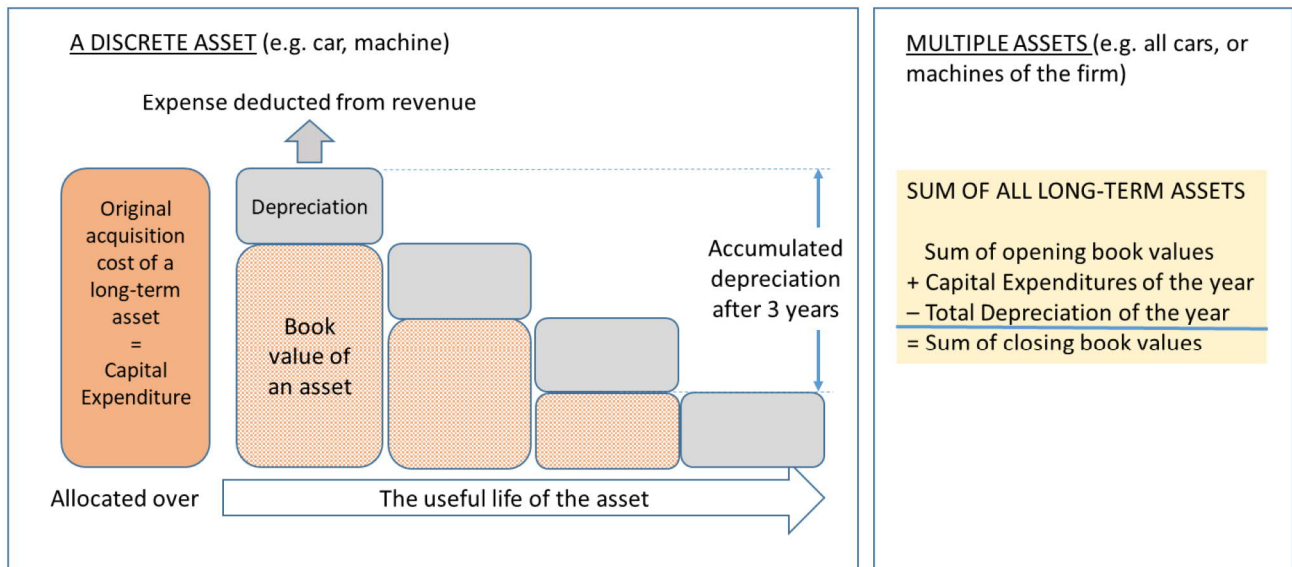 A DISCRETE ASSET (e.g. car, machine)
Expense deducted from revenue
Original
acquisition
cost of a
long-term
asset
=
Capital
Expenditure
Depreciation
Book
value of
an asset
Accumulated
depreciation
after 3 years
Allocated over
The useful life of the asset
MULTIPLE ASSETS (e.g. all cars, or
machines of the firm)
SUM OF ALL LONG-TERM ASSETS
Sum of opening book values
+ Capital Expenditures of the year
– Total Depreciation of the year
= Sum of closing book values